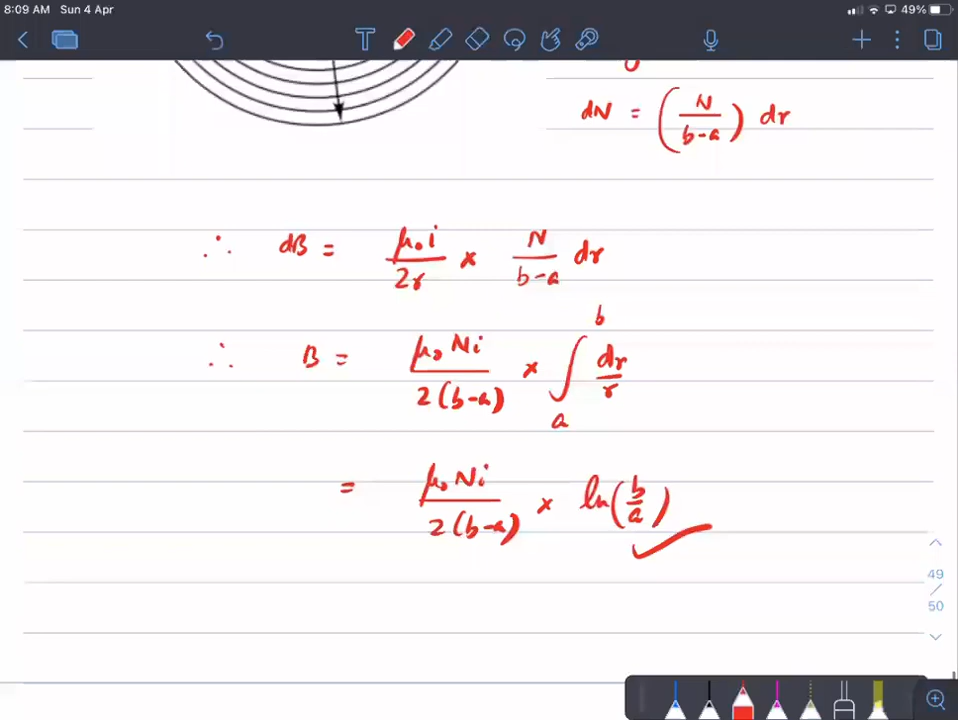 8:09 AM Sun 4 Apr 49%
dN = (N/(b-a)) dr
∴ dB = μ₀i/2r × N/(b-a) dr
∴ B = μ₀Ni/2(b-a) × ∫ₐᵇ dr/r
= μ₀Ni/2(b-a) × ln(b/a)
49
/
50